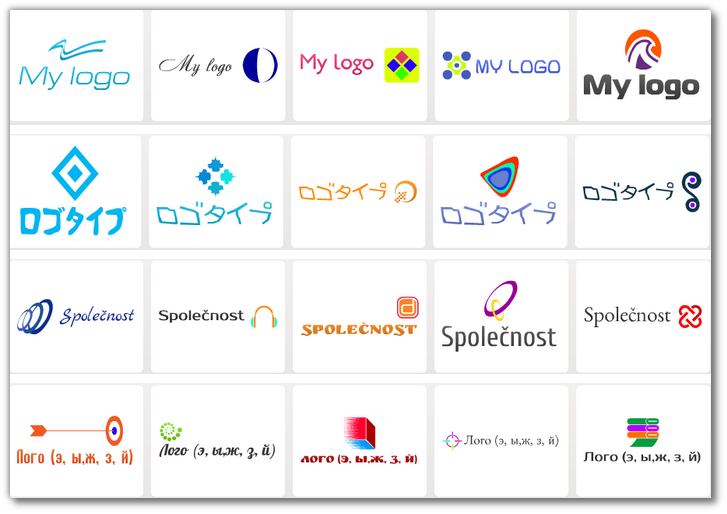 My logo
My logo
My logo
MY LOGO
My logo
ロゴタイプ
ロゴタイプ
ロゴタイプ
ロゴタイプ
ロゴタイプ
Společnost
Společnost
SPOLEČNOST
Společnost
Společnost
Лого (э, ы,ж, з, й)
Лого (э, ы,ж, з, й)
ЛОГО (Э, Ы,Ж, З, Й)
Лого (э, ы,ж, з, й)
Лого (э, ы,ж, з, й)